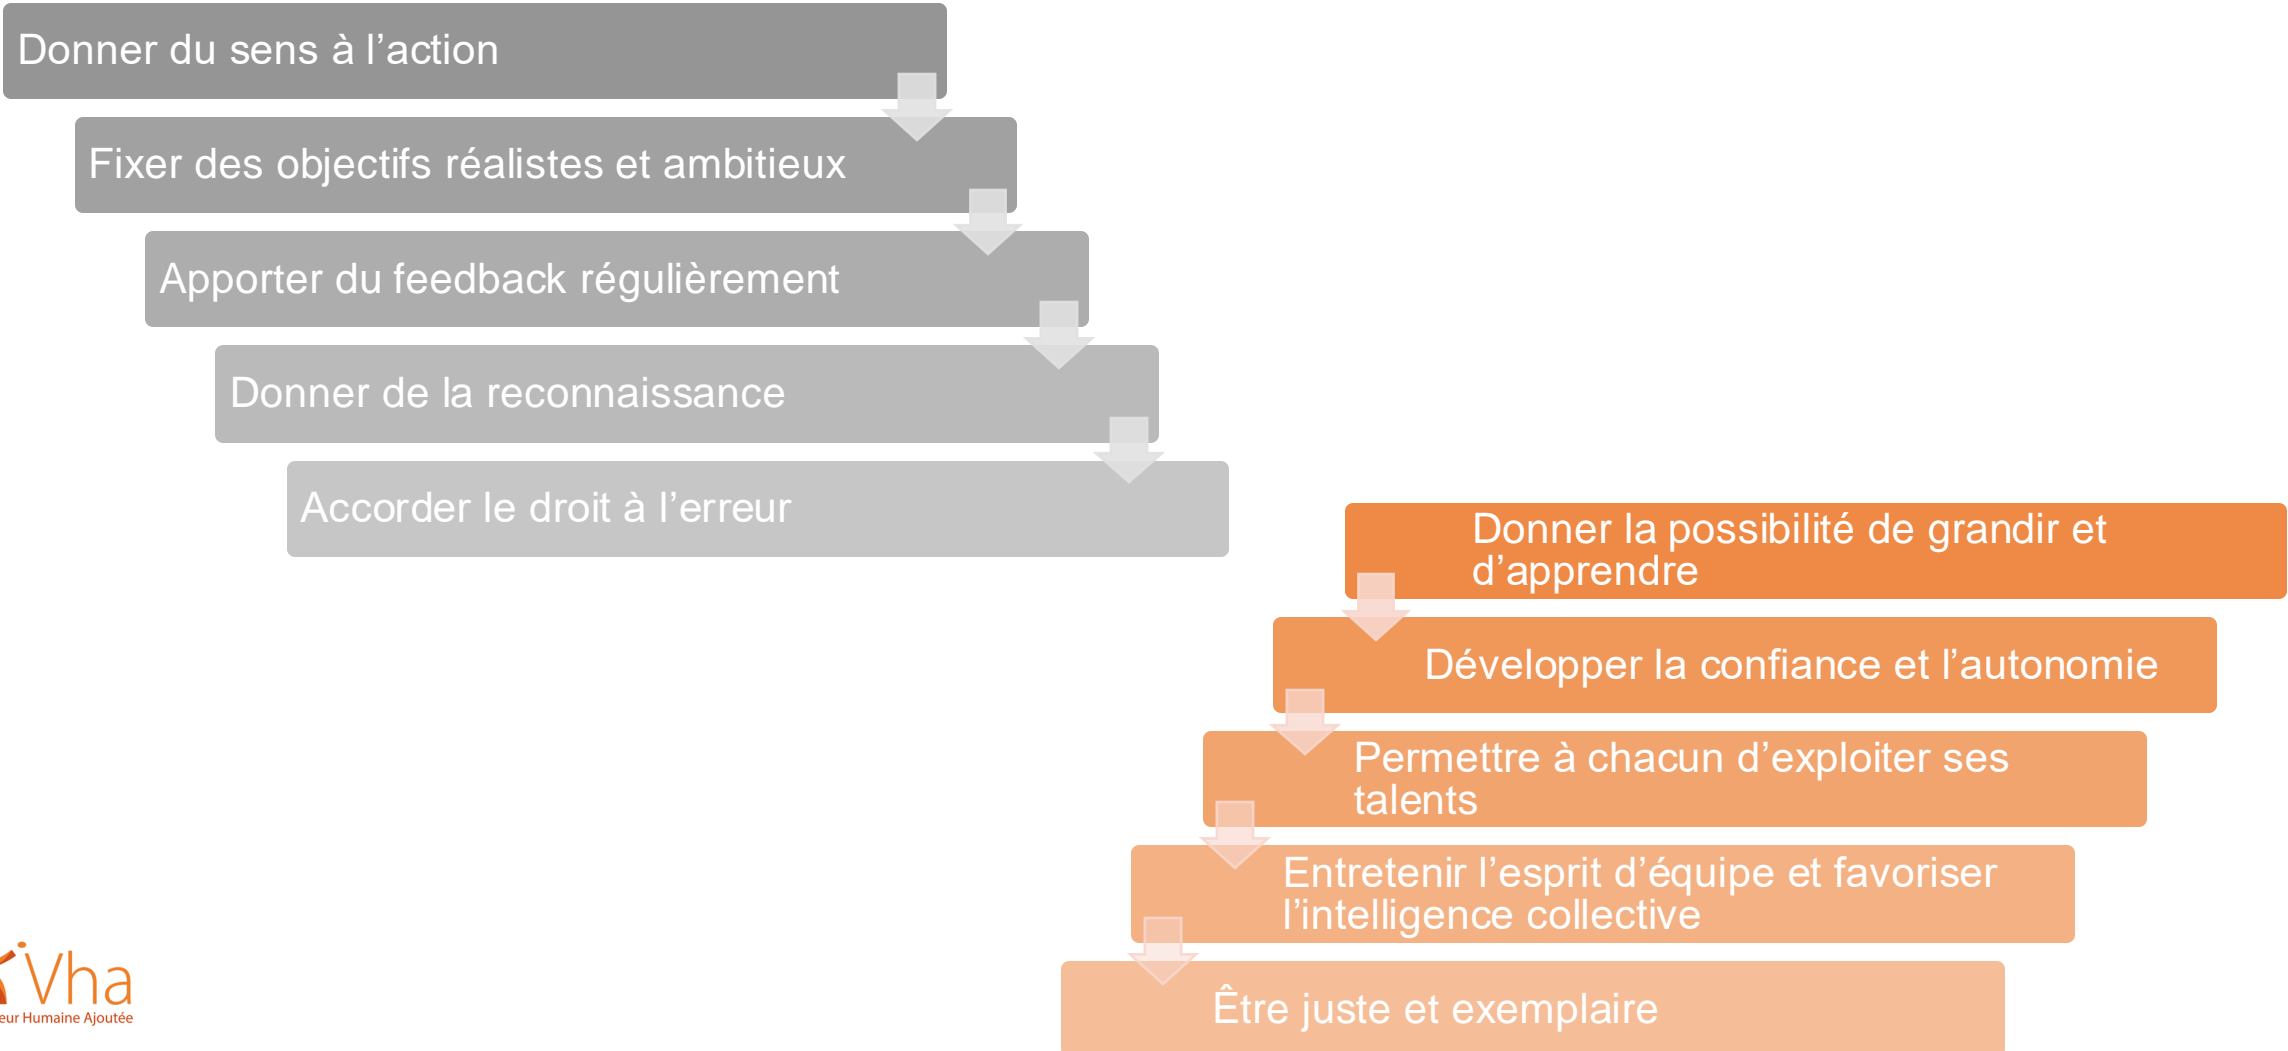 Donner du sens à l’action
Fixer des objectifs réalistes et ambitieux
Apporter du feedback régulièrement
Donner de la reconnaissance
Accorder le droit à l’erreur
Donner la possibilité de grandir et
d’apprendre
Développer la confiance et l’autonomie
Permettre à chacun d’exploiter ses
talents
Entretenir l’esprit d’équipe et favoriser
l’intelligence collective
Être juste et exemplaire
Vha
eur Humaine Ajoutée